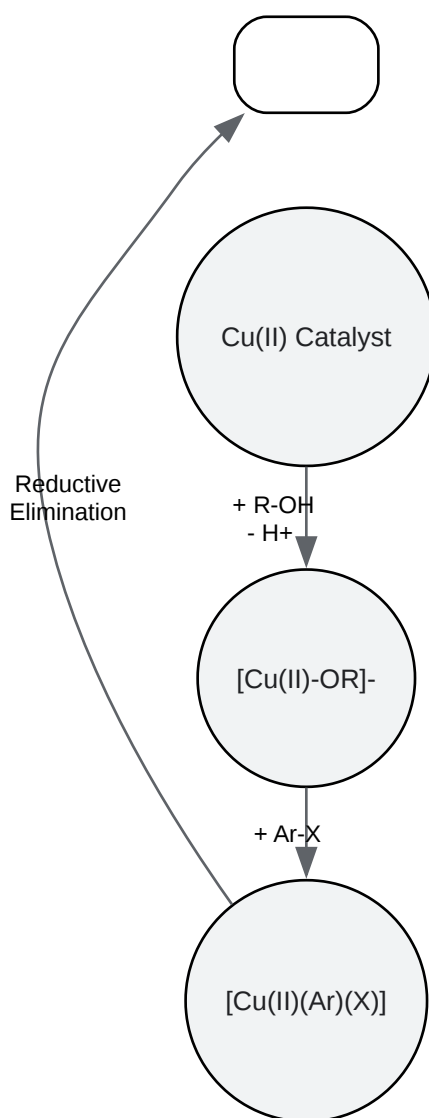 Cu(II) Catalyst
Reductive
Elimination
+ R-OH
- H+
[Cu(II)-OR]-
+ Ar-X
[Cu(II)(Ar)(X)]